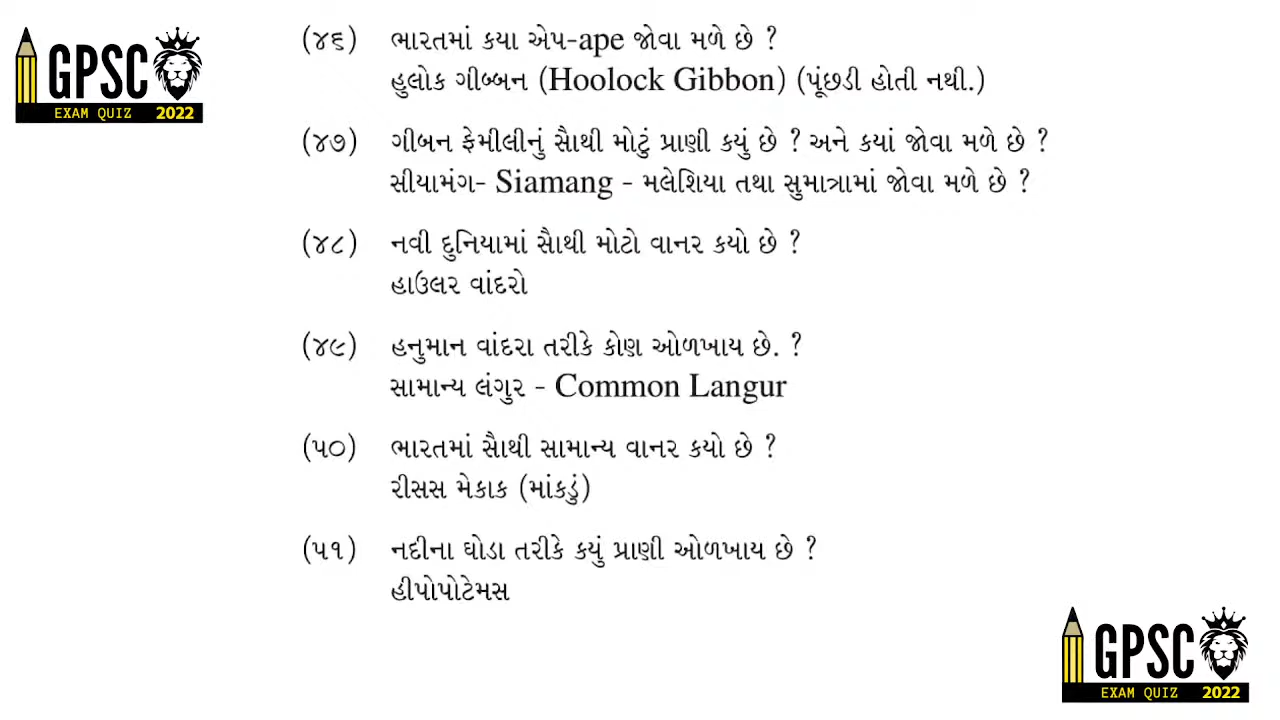 GPSC
EXAM QUIZ 2022
(૪૬) ભારતમાં કયા એપ-ape જોવા મળે છે ?
હુલોક ગીબ્બન (Hoolock Gibbon) (પૂંછડી હોતી નથી.)
(૪૭) ગીબન ફેમીલીનું સૌથી મોટું પ્રાણી કયું છે ? અને કયાં જોવા મળે છે ?
સીયામંગ- Siamang - મલેશિયા તથા સુમાત્રામાં જોવા મળે છે ?
(૪૮) નવી દુનિયામાં સૌથી મોટો વાનર કયો છે ?
હાઉલર વાંદરો
(૪૯) હનુમાન વાંદરા તરીકે કોણ ઓળખાય છે. ?
સામાન્ય લંગુર - Common Langur
(૫૦) ભારતમાં સૌથી સામાન્ય વાનર કયો છે ?
રીસસ મેકાક (માંકડું)
(૫૧) નદીના ઘોડા તરીકે કયું પ્રાણી ઓળખાય છે ?
હીપોપોટેમસ
GPSC
EXAM QUIZ 2022